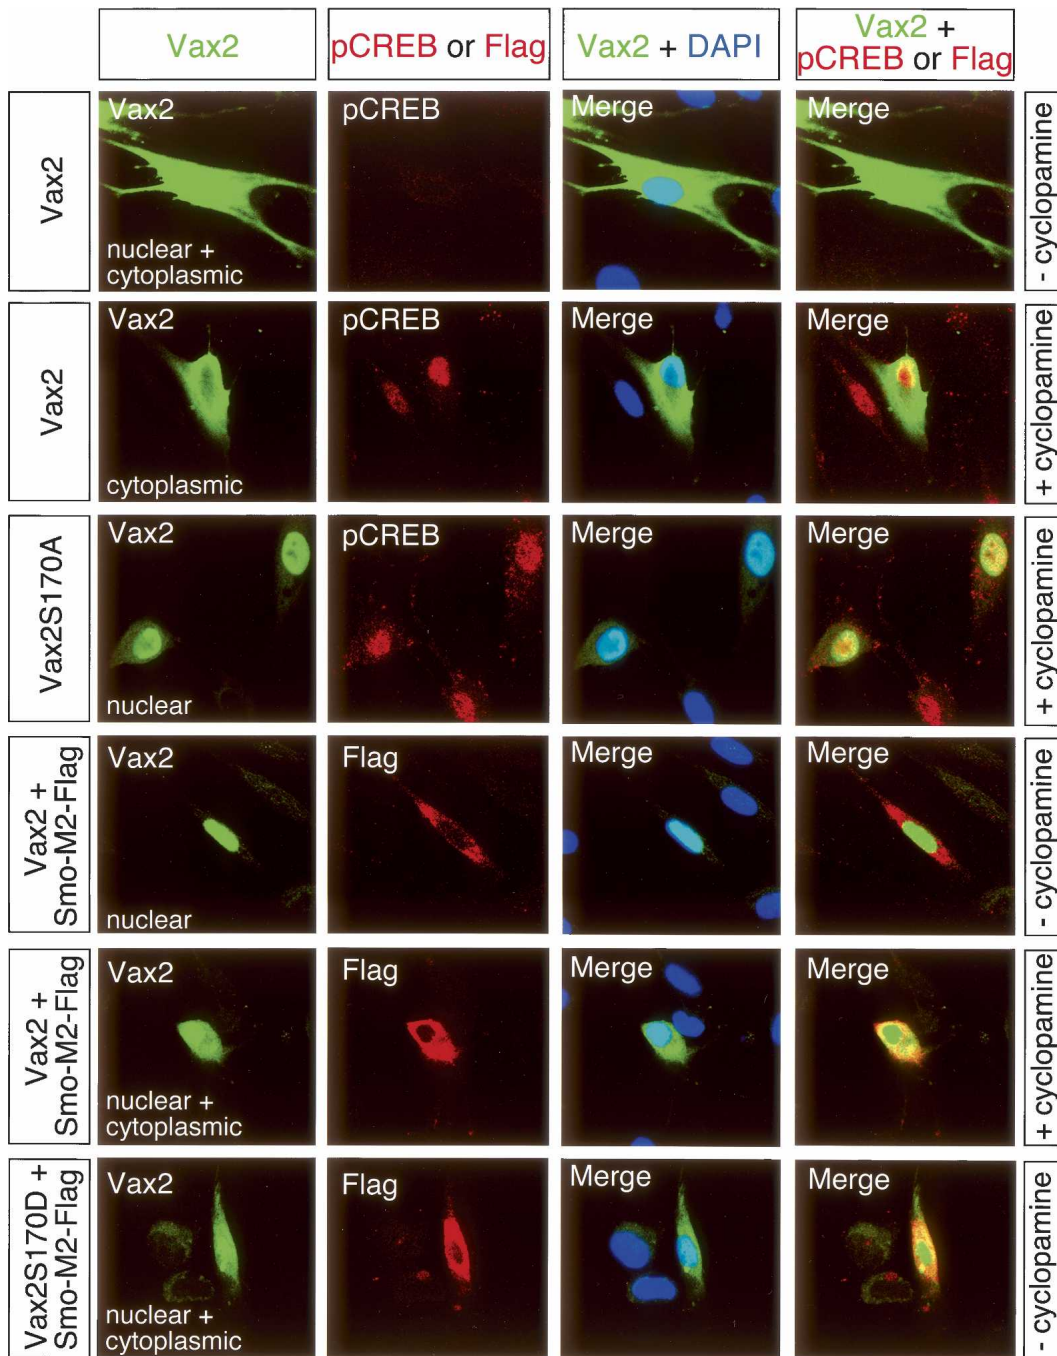 Vax2
pCREB or Flag
Vax2 + DAPI
Vax2 +
pCREB or Flag
Vax2
Vax2
nuclear +
cytoplasmic
pCREB
Merge
Merge
- cyclopamine
Vax2
Vax2
cytoplasmic
pCREB
Merge
Merge
+ cyclopamine
Vax2S170A
Vax2
nuclear
pCREB
Merge
Merge
+ cyclopamine
Vax2 +
Smo-M2-Flag
Vax2
nuclear
Flag
Merge
Merge
- cyclopamine
Vax2 +
Smo-M2-Flag
Vax2
nuclear +
cytoplasmic
Flag
Merge
Merge
+ cyclopamine
Vax2S170D +
Smo-M2-Flag
Vax2
nuclear +
cytoplasmic
Flag
Merge
Merge
- cyclopamine